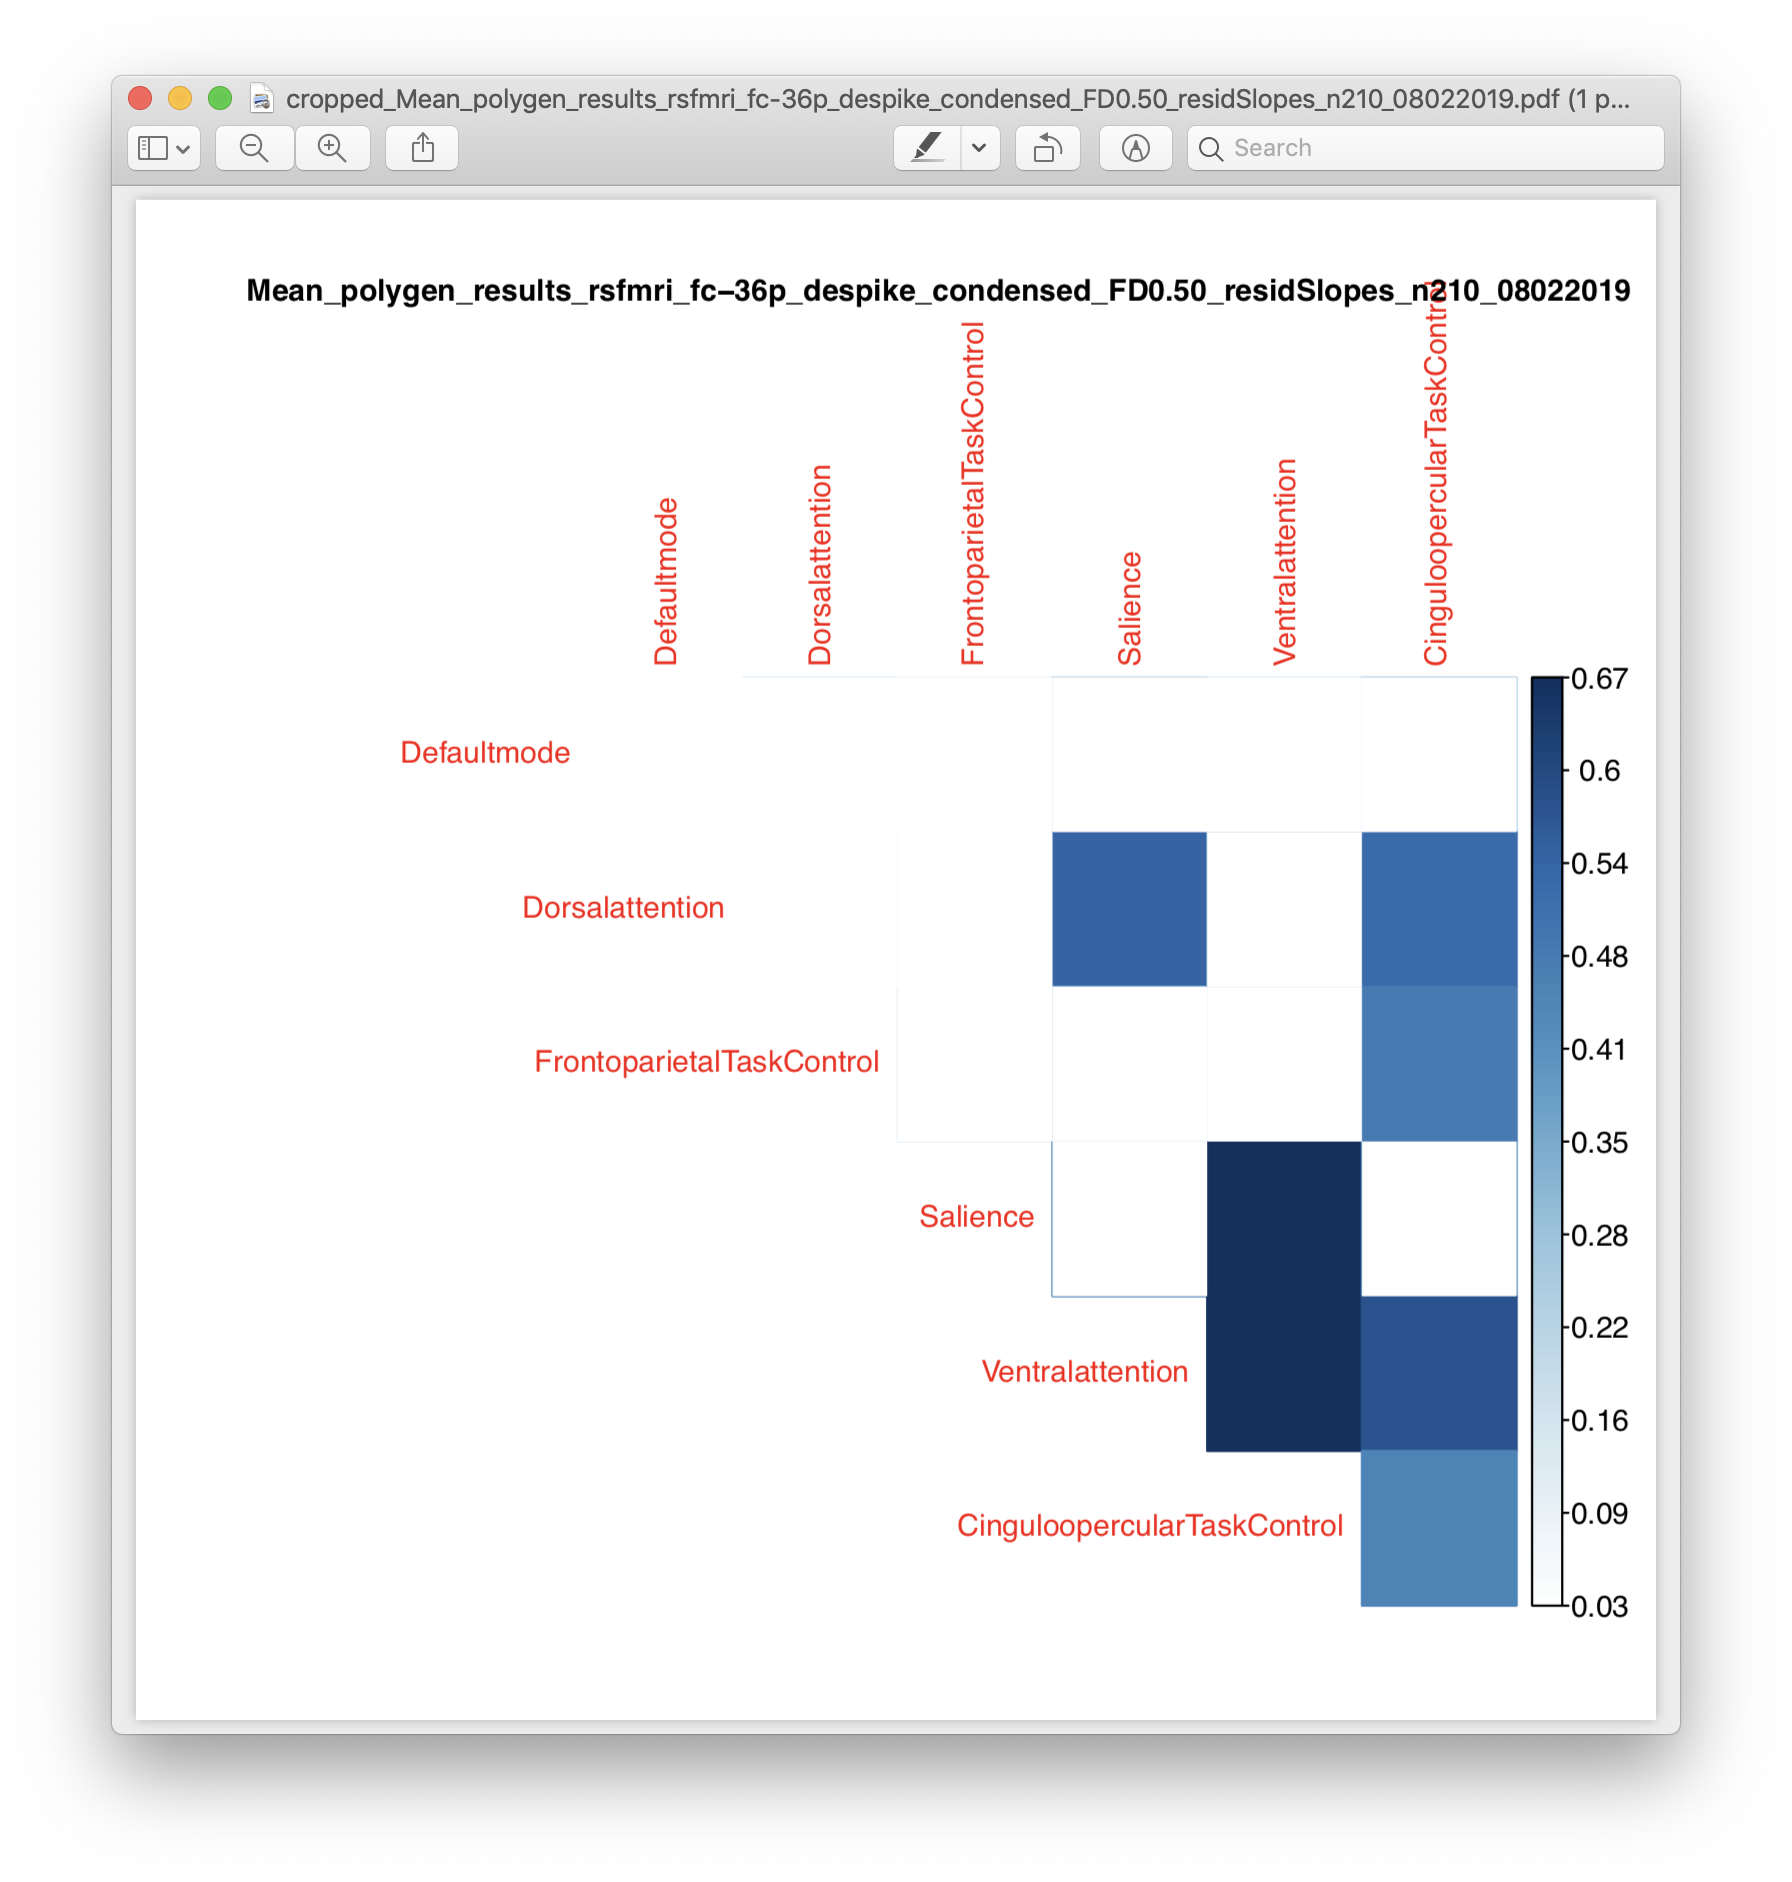 cropped_Mean_polygen_results_rsfmri_fc-36p_despike_condensed_FD0.50_residSlopes_n210_08022019.pdf (1 p...
Search
Mean_polygen_results_rsfmri_fc−36p_despike_condensed_FD0.50_residSlopes_n210_08022019
Defaultmode
Dorsalattention
FrontoparietalTaskControl
Salience
Ventralattention
CinguloopercularTaskControl
Defaultmode
Dorsalattention
FrontoparietalTaskControl
Salience
Ventralattention
CinguloopercularTaskControl
0.67
0.6
0.54
0.48
0.41
0.35
0.28
0.22
0.16
0.09
0.03